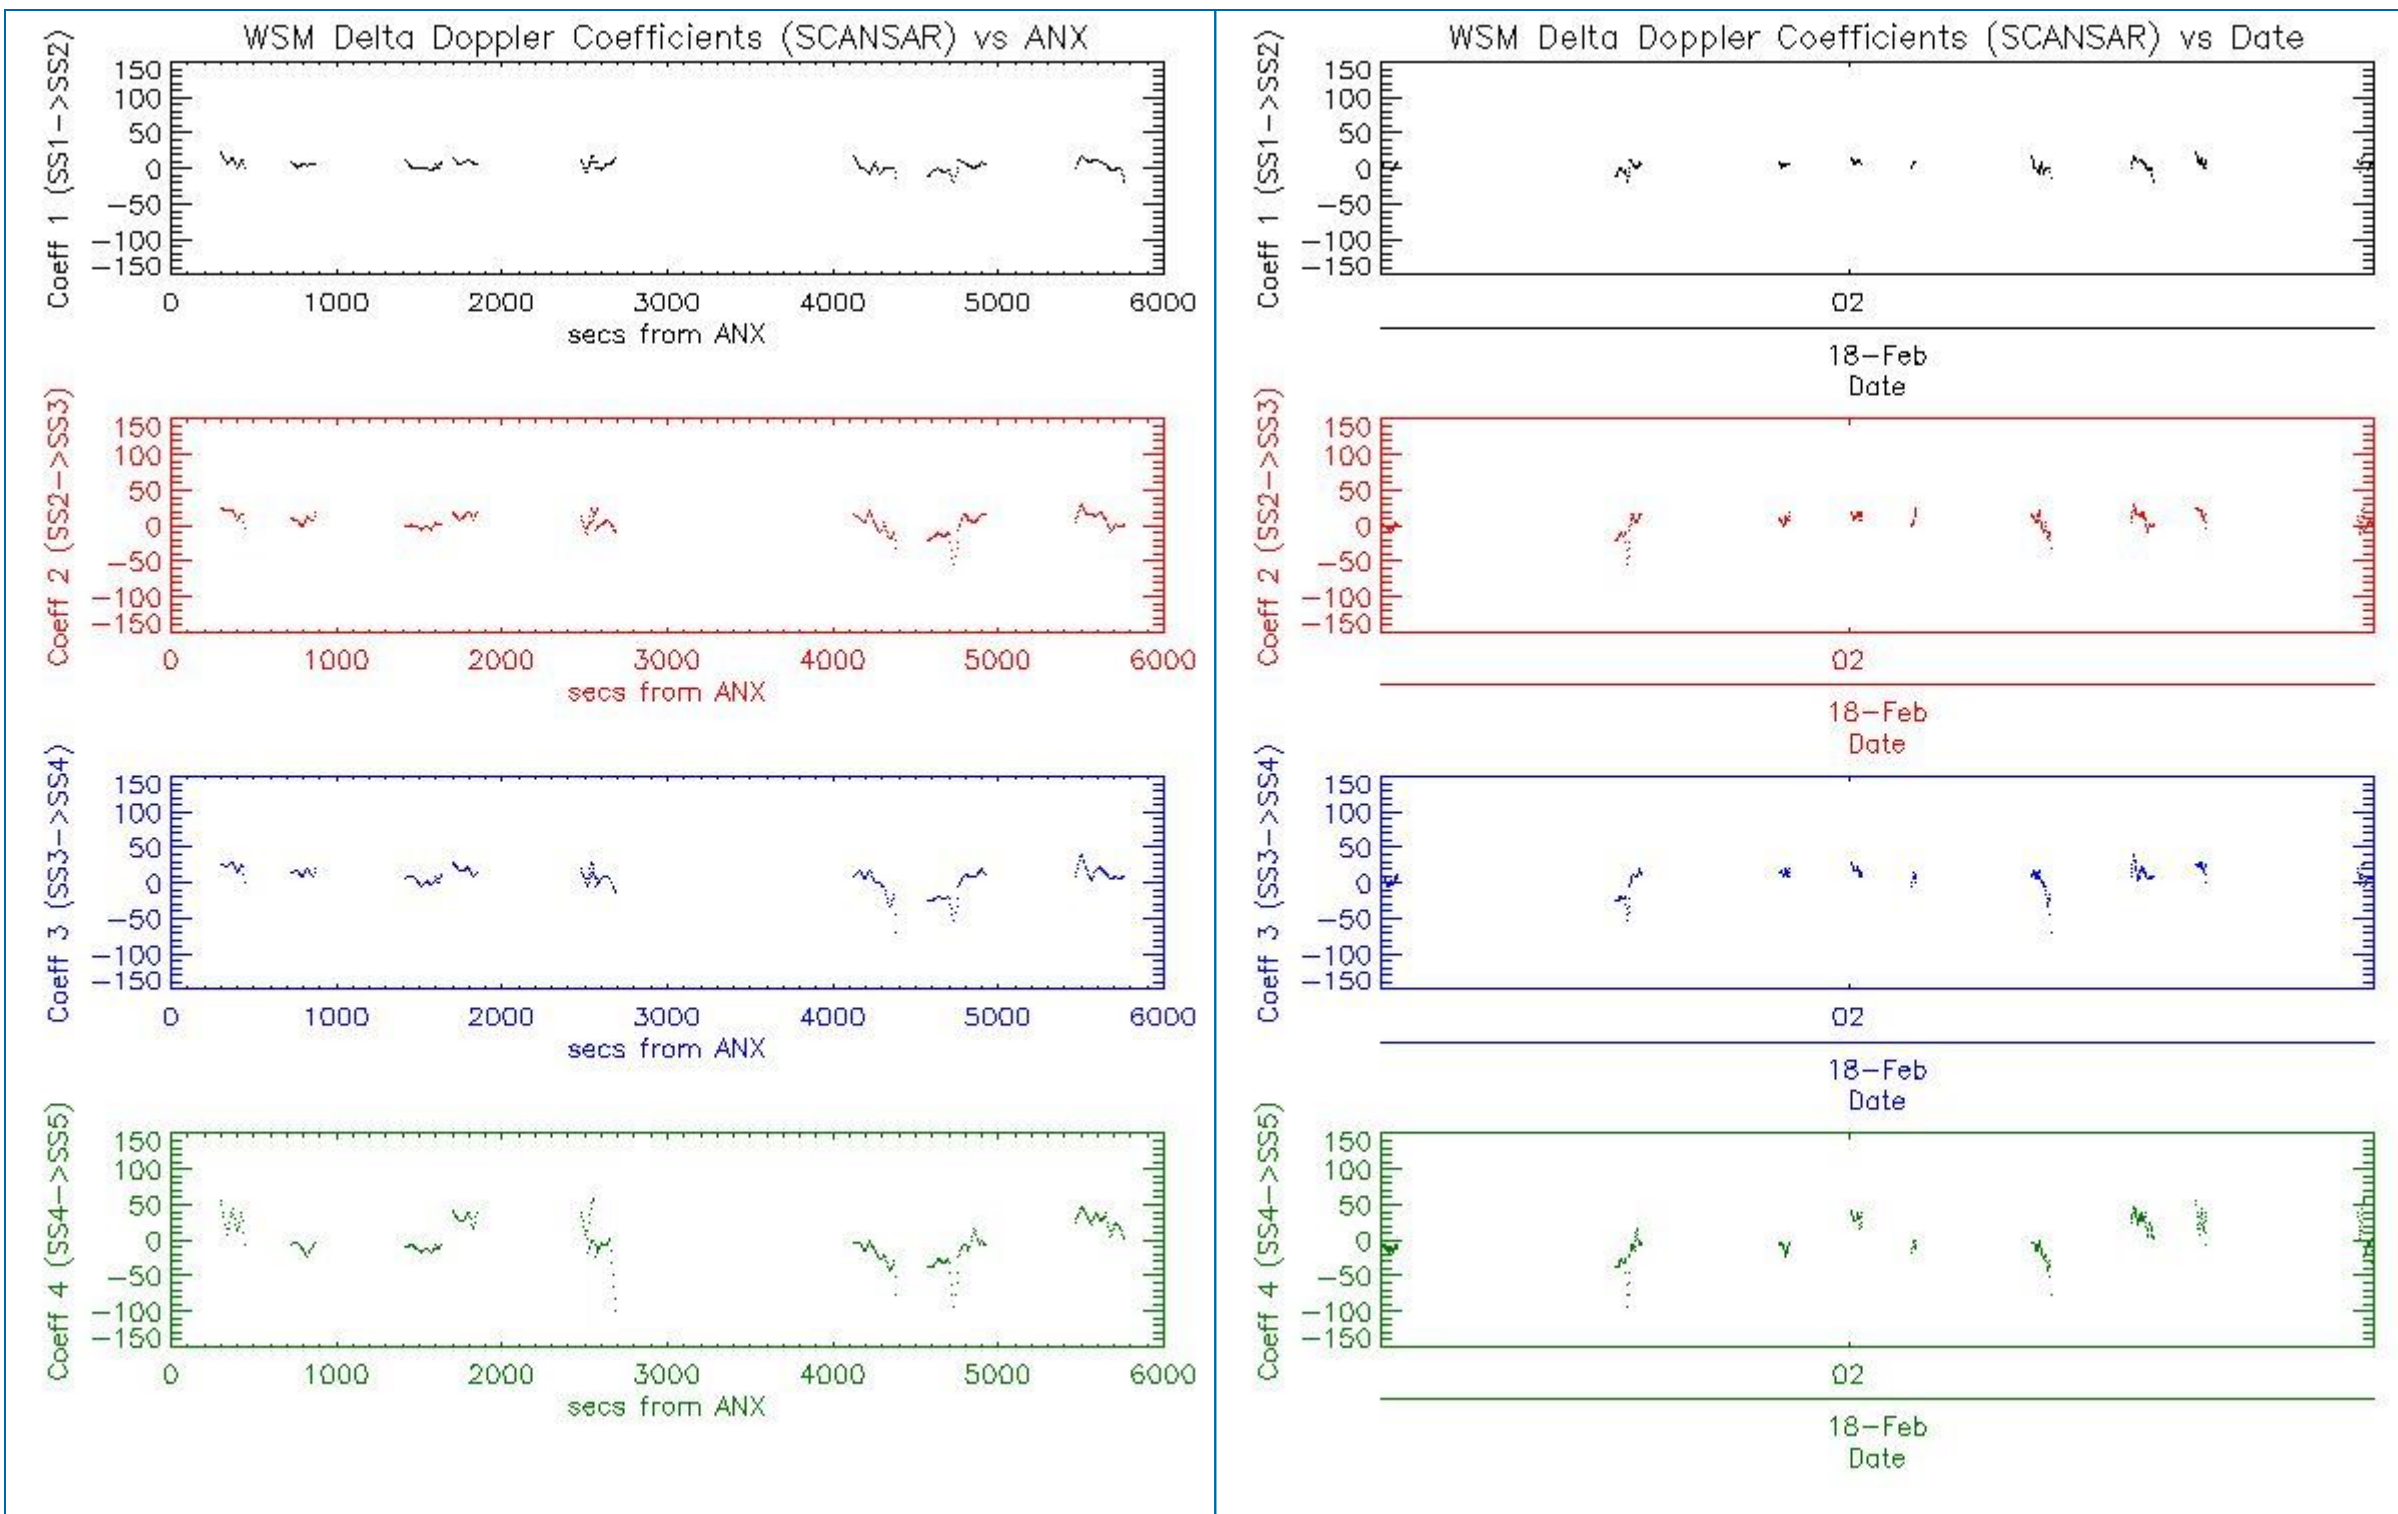 WSM Delta Doppler Coefficients (SCANSAR) vs ANX
Coeff 1 (SS1->SS2)
150
100
50
0
-50
-100
-150
0 1000 2000 3000 4000 5000 6000
secs from ANX
Coeff 2 (SS2->SS3)
150
100
50
0
-50
-100
-150
0 1000 2000 3000 4000 5000 6000
secs from ANX
Coeff 3 (SS3->SS4)
150
100
50
0
-50
-100
-150
0 1000 2000 3000 4000 5000 6000
secs from ANX
Coeff 4 (SS4->SS5)
150
100
50
0
-50
-100
-150
0 1000 2000 3000 4000 5000 6000
secs from ANX
WSM Delta Doppler Coefficients (SCANSAR) vs Date
Coeff 1 (SS1->SS2)
150
100
50
0
-50
-100
-150
02
18-Feb
Date
Coeff 2 (SS2->SS3)
150
100
50
0
-50
-100
-150
02
18-Feb
Date
Coeff 3 (SS3->SS4)
150
100
50
0
-50
-100
-150
02
18-Feb
Date
Coeff 4 (SS4->SS5)
150
100
50
0
-50
-100
-150
02
18-Feb
Date